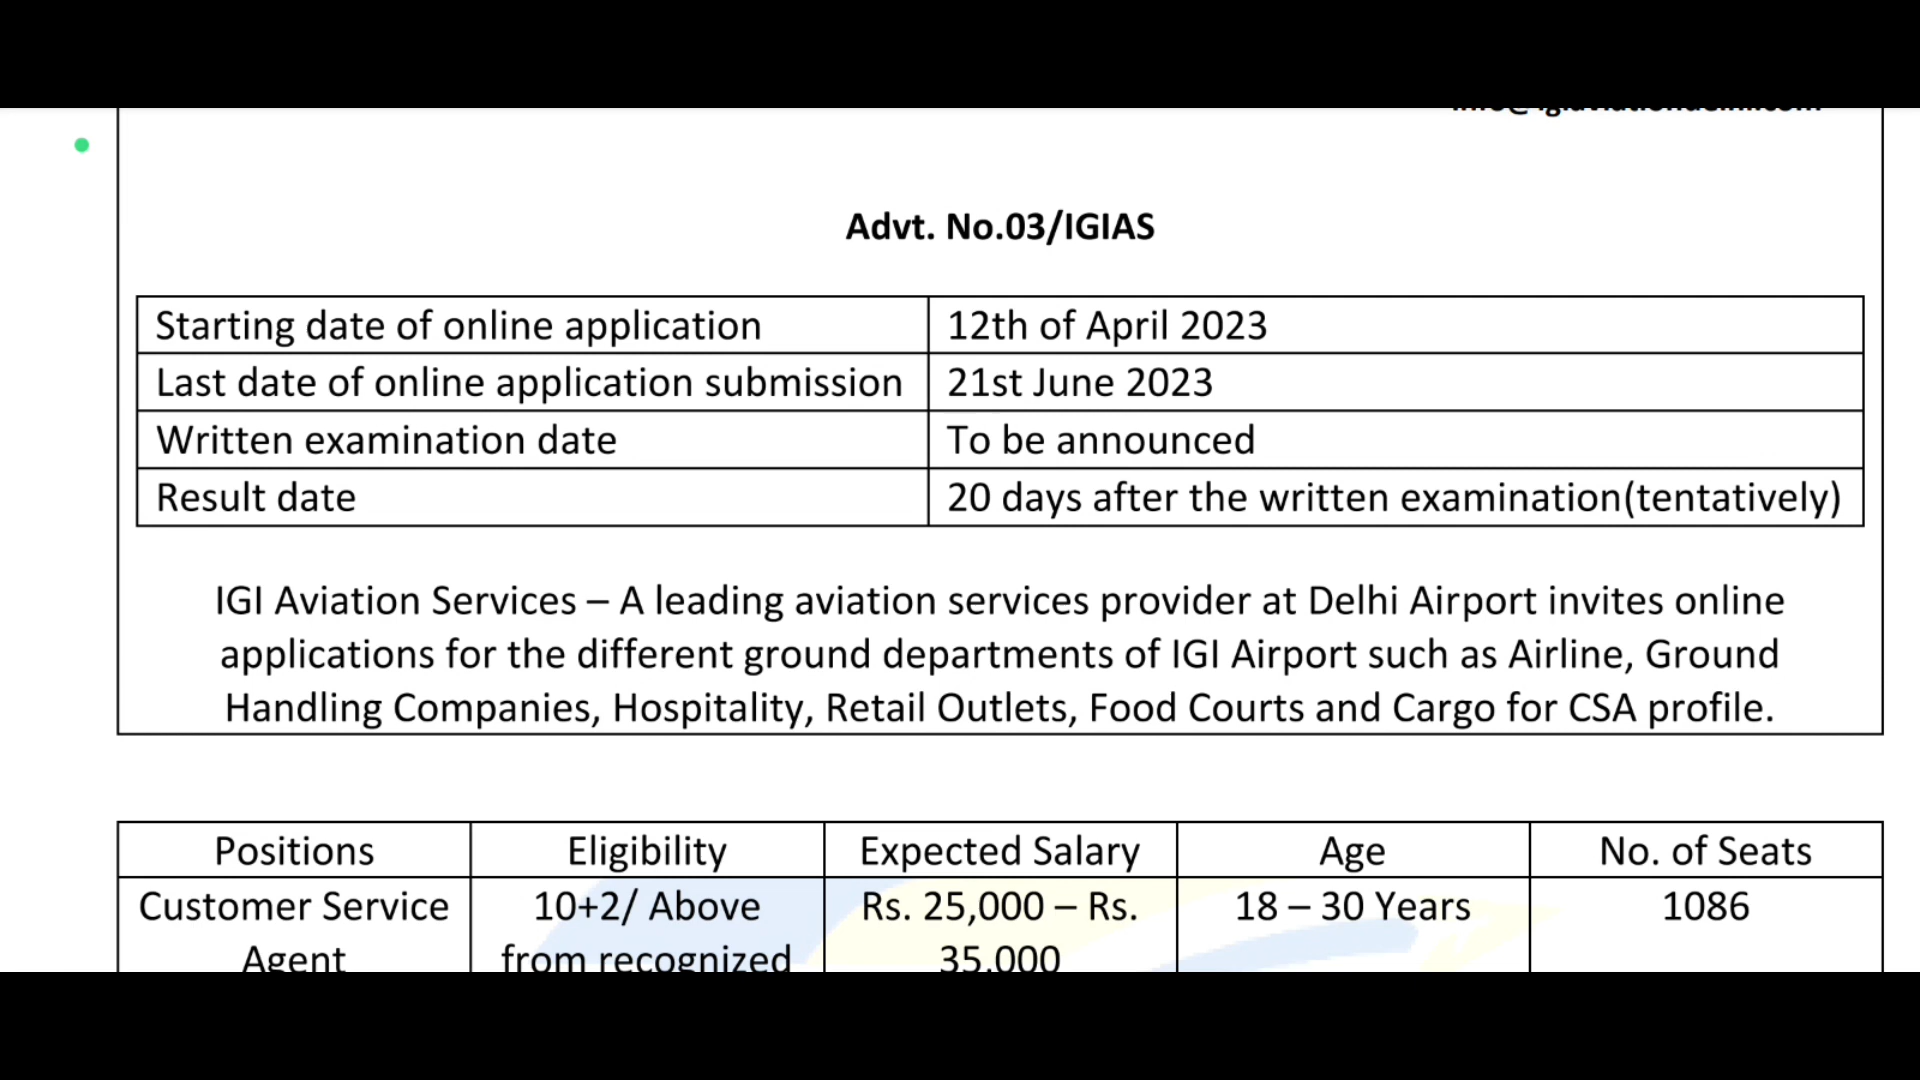 info@igiaviationdelhi.com
Advt. No.03/IGIAS
Starting date of online application 12th of April 2023
Last date of online application submission 21st June 2023
Written examination date To be announced
Result date 20 days after the written examination(tentatively)
IGI Aviation Services – A leading aviation services provider at Delhi Airport invites online
applications for the different ground departments of IGI Airport such as Airline, Ground
Handling Companies, Hospitality, Retail Outlets, Food Courts and Cargo for CSA profile.
Positions Eligibility Expected Salary Age No. of Seats
Customer Service 10+2/ Above Rs. 25,000 – Rs. 18 – 30 Years 1086
Agent from recognized 35,000